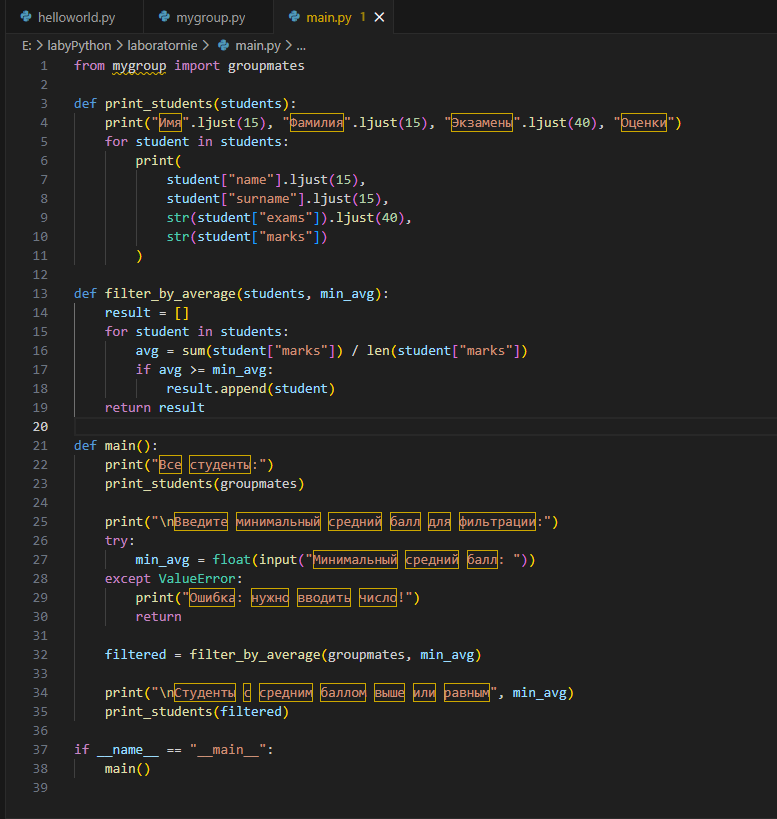 helloworld.py mygroup.py main.py 1 ×
E: > labyPython > laboratornie > main.py > ...
1 from mygroup import groupmates
2
3 def print_students(students):
4 print("Имя".ljust(15), "Фамилия".ljust(15), "Экзамены".ljust(40), "Оценки")
5 for student in students:
6 print(
7 student["name"].ljust(15),
8 student["surname"].ljust(15),
9 str(student["exams"]).ljust(40),
10 str(student["marks"])
11 )
12
13 def filter_by_average(students, min_avg):
14 result = []
15 for student in students:
16 avg = sum(student["marks"]) / len(student["marks"])
17 if avg >= min_avg:
18 result.append(student)
19 return result
20
21 def main():
22 print("Все студенты:")
23 print_students(groupmates)
24
25 print("\nВведите минимальный средний балл для фильтрации:")
26 try:
27 min_avg = float(input("Минимальный средний балл: "))
28 except ValueError:
29 print("Ошибка: нужно вводить число!")
30 return
31
32 filtered = filter_by_average(groupmates, min_avg)
33
34 print("\nСтуденты с средним баллом выше или равным", min_avg)
35 print_students(filtered)
36
37 if __name__ == "__main__":
38 main()
39